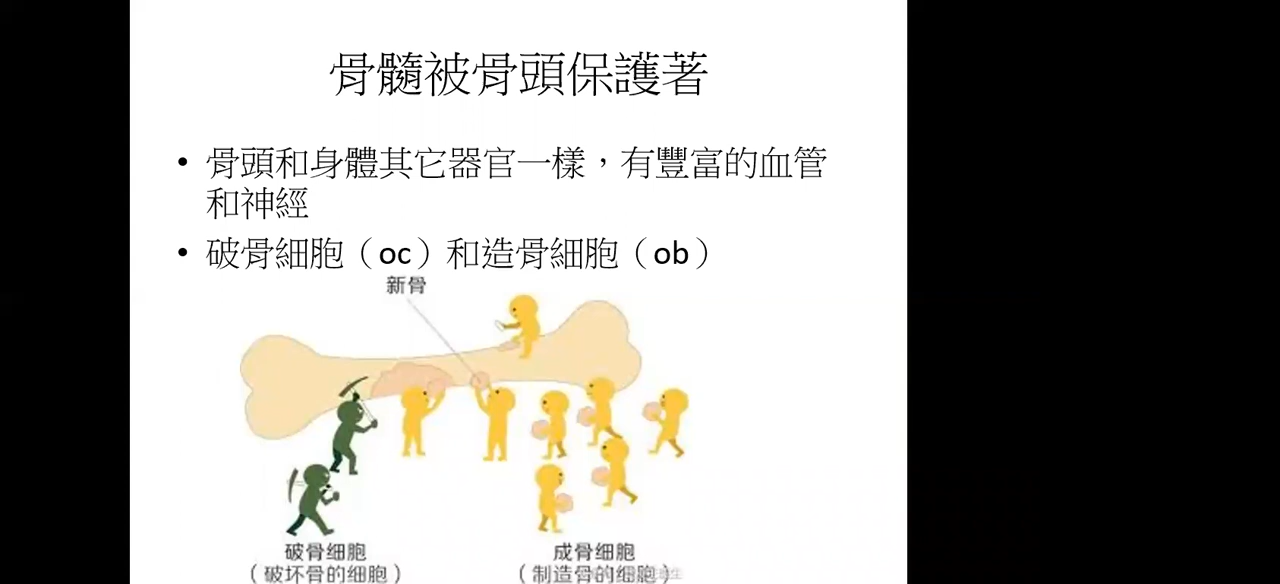 骨髓被骨頭保護著
• 骨頭和身體其它器官一樣，有豐富的血管
和神經
• 破骨細胞（oc）和造骨細胞（ob）
新骨
破骨细胞
（破坏骨的细胞）
成骨细胞
（制造骨的细胞）